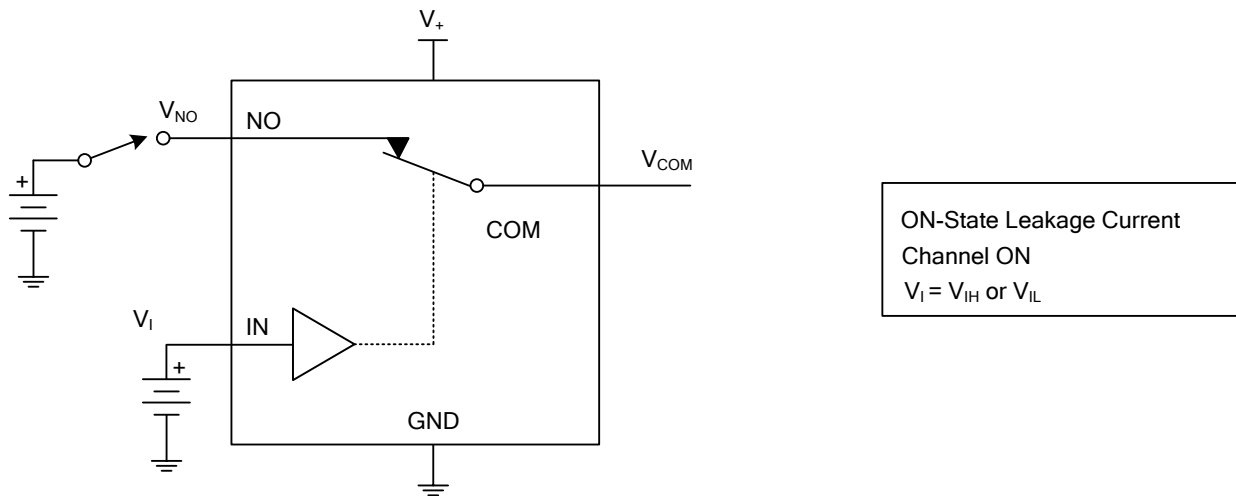 V+
VNO
NO
+
VCOM
COM
ON-State Leakage Current
Channel ON
VI = VIH or VIL
VI
IN
+
GND